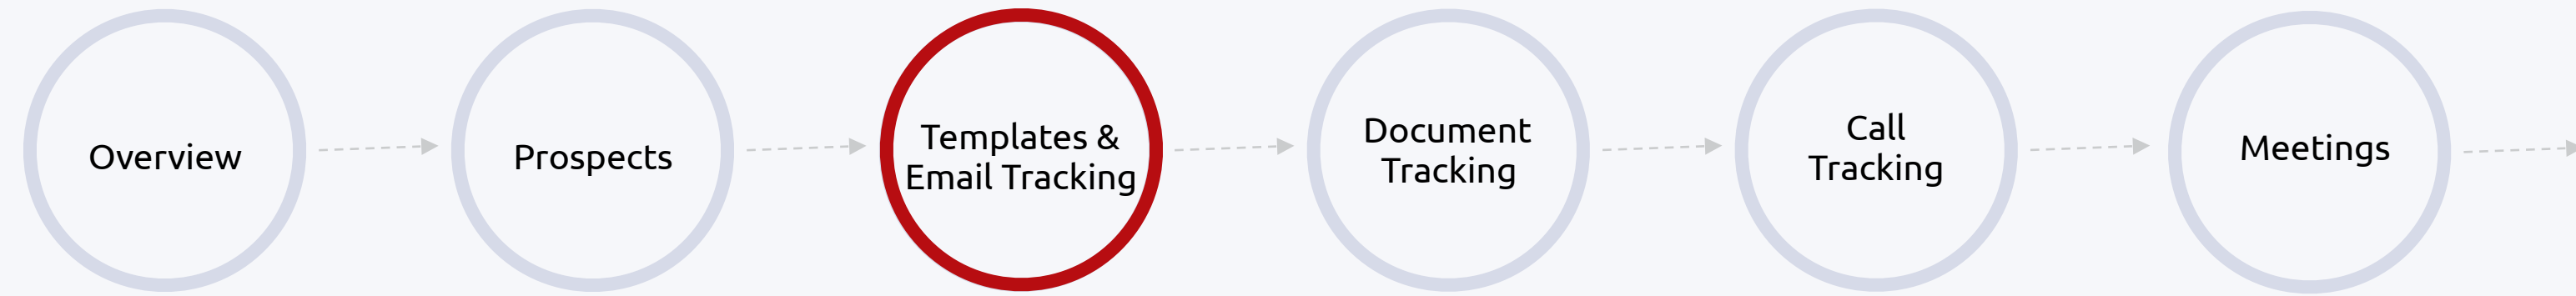 Overview
Prospects
Templates &
Email Tracking
Document
Tracking
Call
Tracking
Meetings